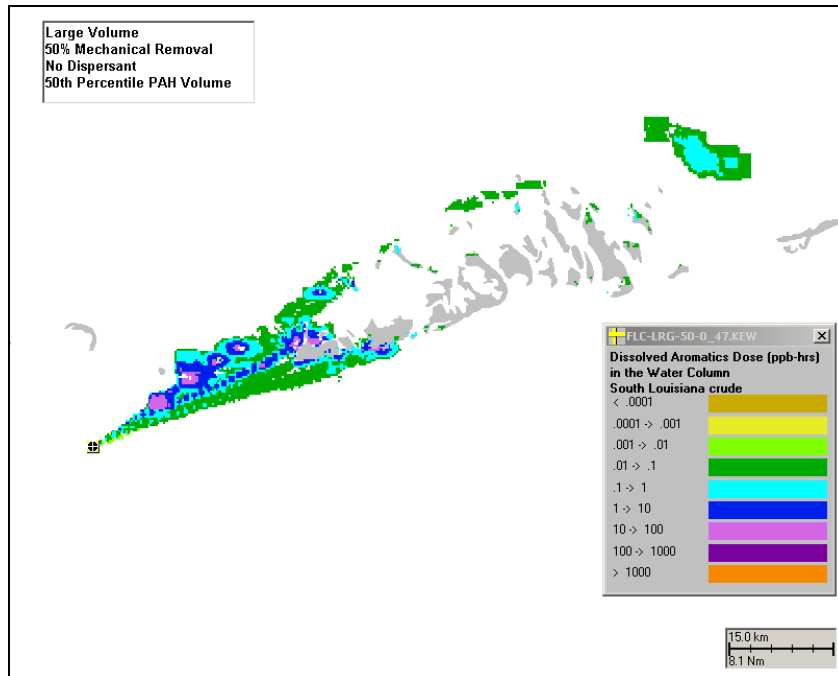 Large Volume
50% Mechanical Removal
No Dispersant
50th Percentile PAH Volume
FLC-LRG-50-0_47.KEW
Dissolved Aromatics Dose (ppb-hrs)
in the Water Column
South Louisiana crude
< .0001
.0001 -> .001
.001 -> .01
.01 -> .1
.1 -> 1
1 -> 10
10 -> 100
100 -> 1000
> 1000
15.0 km
8.1 Nm